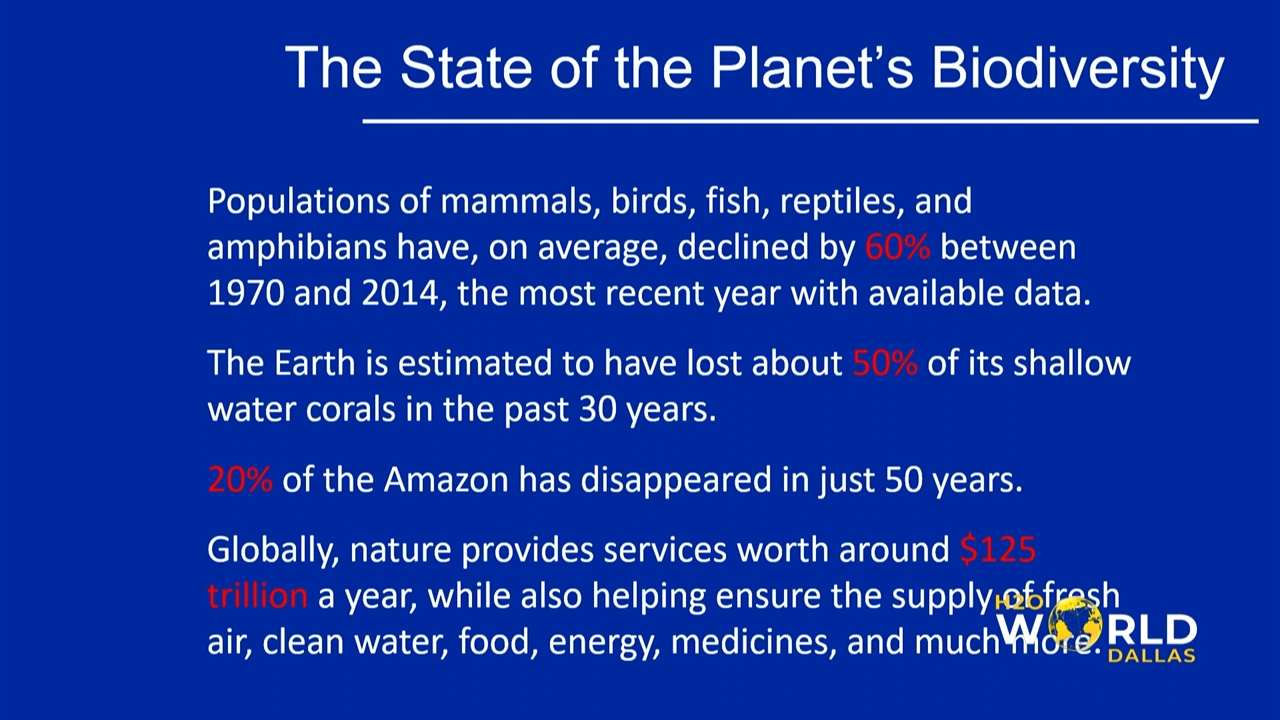 The State of the Planet’s Biodiversity
Populations of mammals, birds, fish, reptiles, and
amphibians have, on average, declined by 60% between
1970 and 2014, the most recent year with available data.
The Earth is estimated to have lost about 50% of its shallow
water corals in the past 30 years.
20% of the Amazon has disappeared in just 50 years.
Globally, nature provides services worth around $125
trillion a year, while also helping ensure the supply of fresh
air, clean water, food, energy, medicines, and much more.
H2O
WORLD
DALLAS